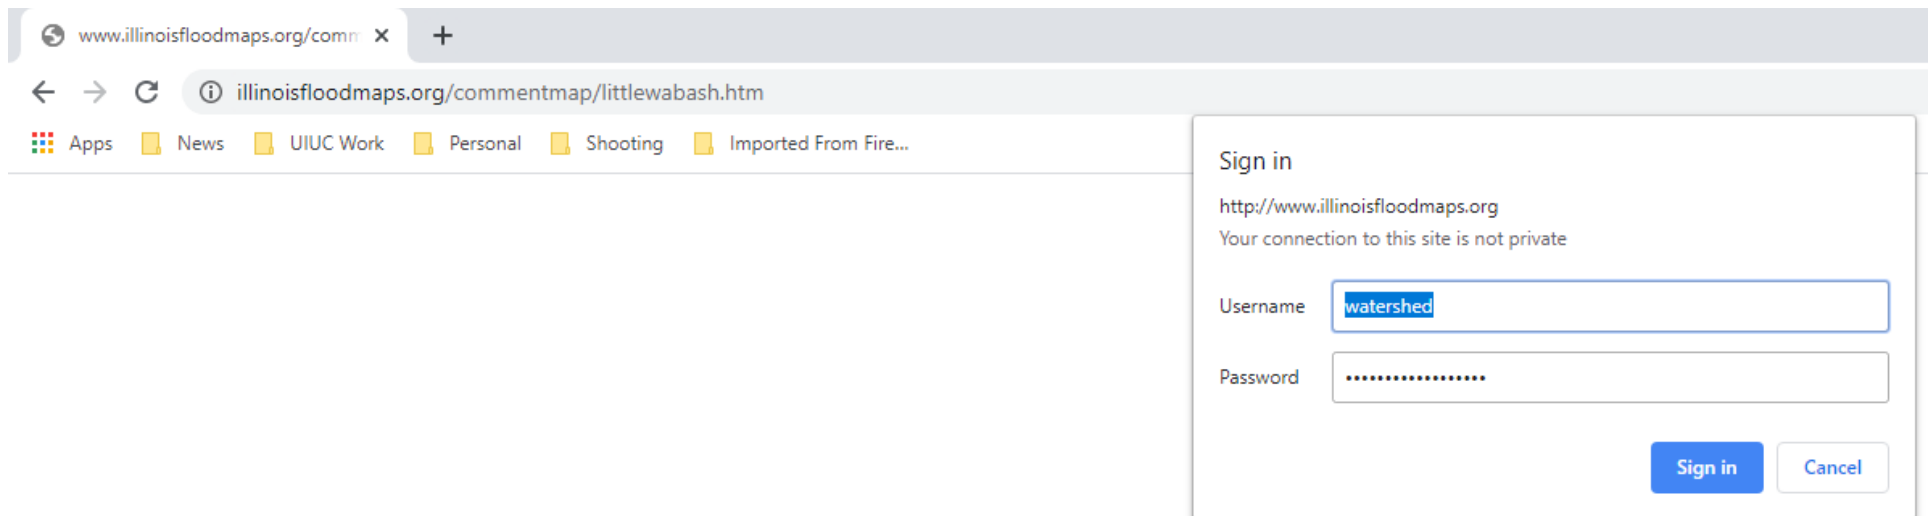 www.illinoisfloodmaps.org/comm
illinoisfloodmaps.org/commentmap/littlewabash.htm
Apps News UIUC Work Personal Shooting Imported From Fire...
Sign in
http://www.illinoisfloodmaps.org
Your connection to this site is not private
Username watershed
Password ••••••••••••••••••
Sign in Cancel